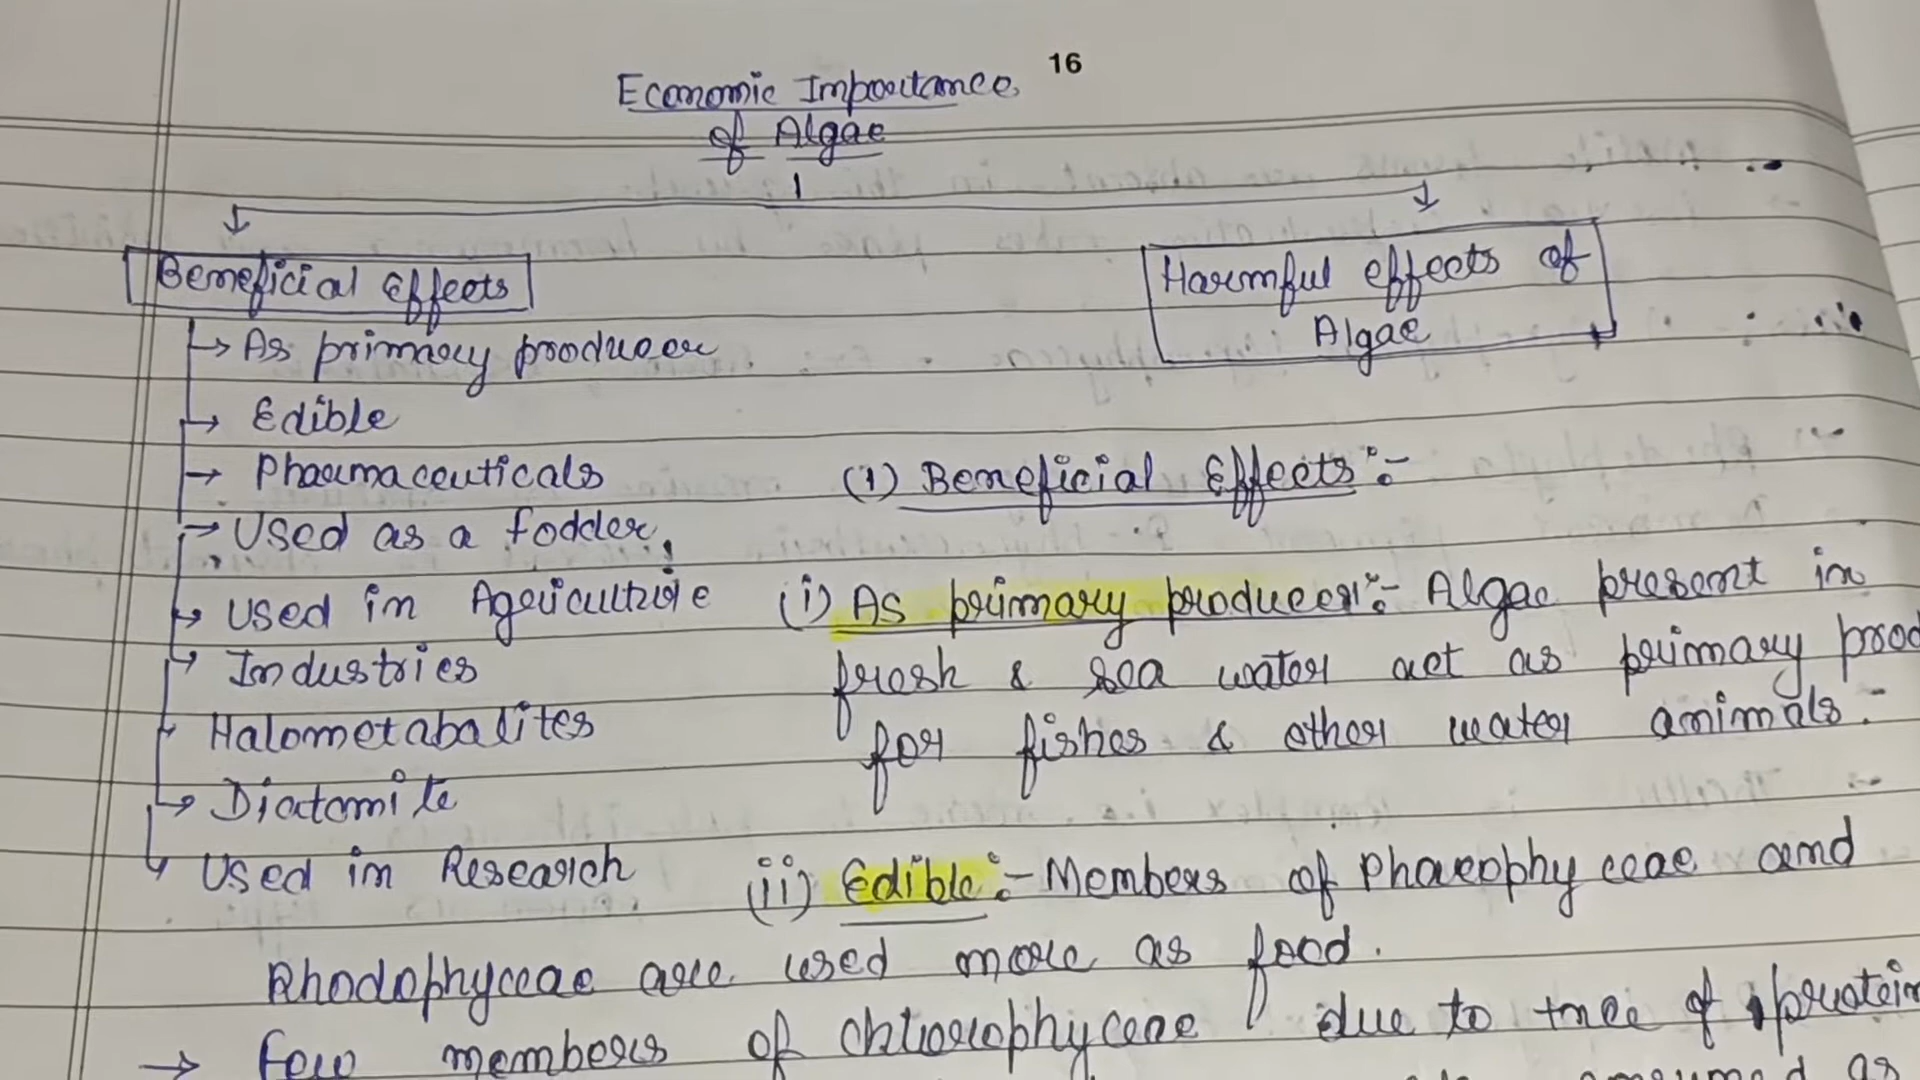 16
Economic Importance
of Algae
Beneficial Effects
Harmful effects of
Algae
As primary producer
Edible
Pharmaceuticals
Used as a fodder
Used in Agriculture
Industries
Halometabalites
Diatomite
Used in Research
(1) Beneficial Effects :-
(i) As primary producer :- Algae present in
fresh & sea water act as primary prod
for fishes & other water animals.
(ii) Edible :- Members of Phaeophyceae and
Rhodophyceae are used more as food.
→ few members of chlorophyceae due to of protein
as